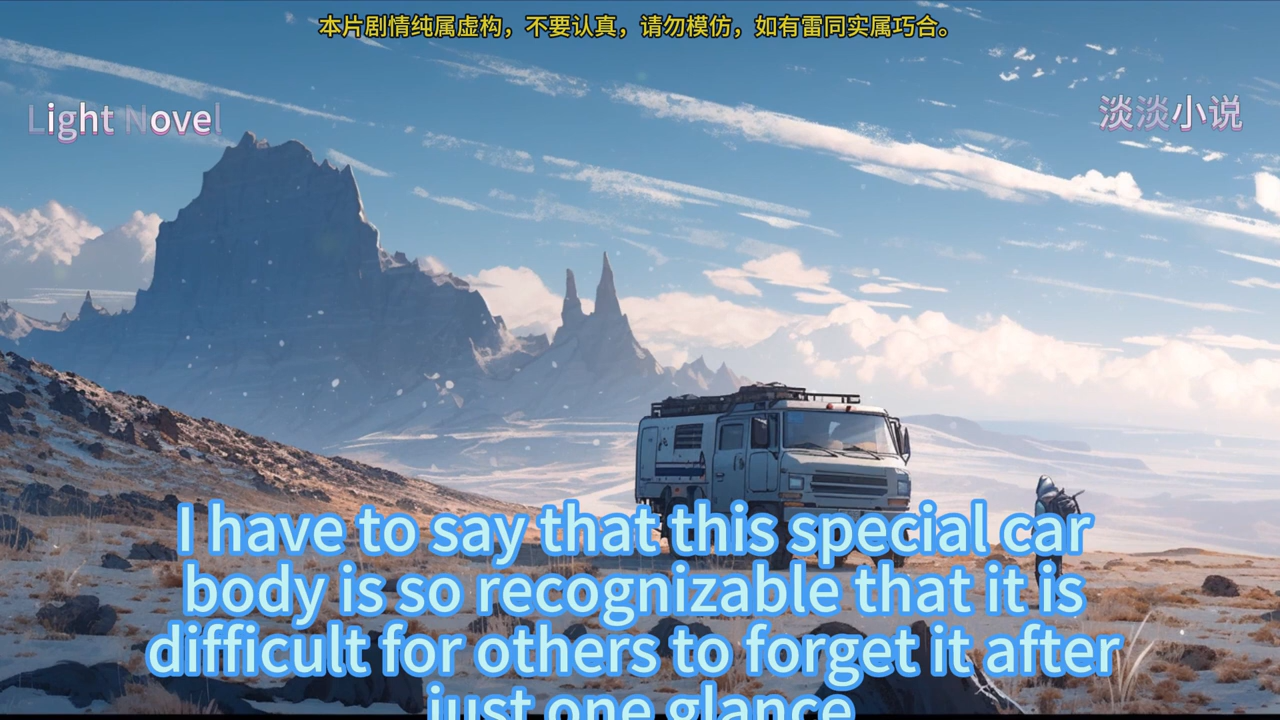 本片剧情纯属虚构，不要认真，请勿模仿，如有雷同实属巧合。
Light Novel
淡淡小说
I have to say that this special car
body is so recognizable that it is
difficult for others to forget it after
just one glance